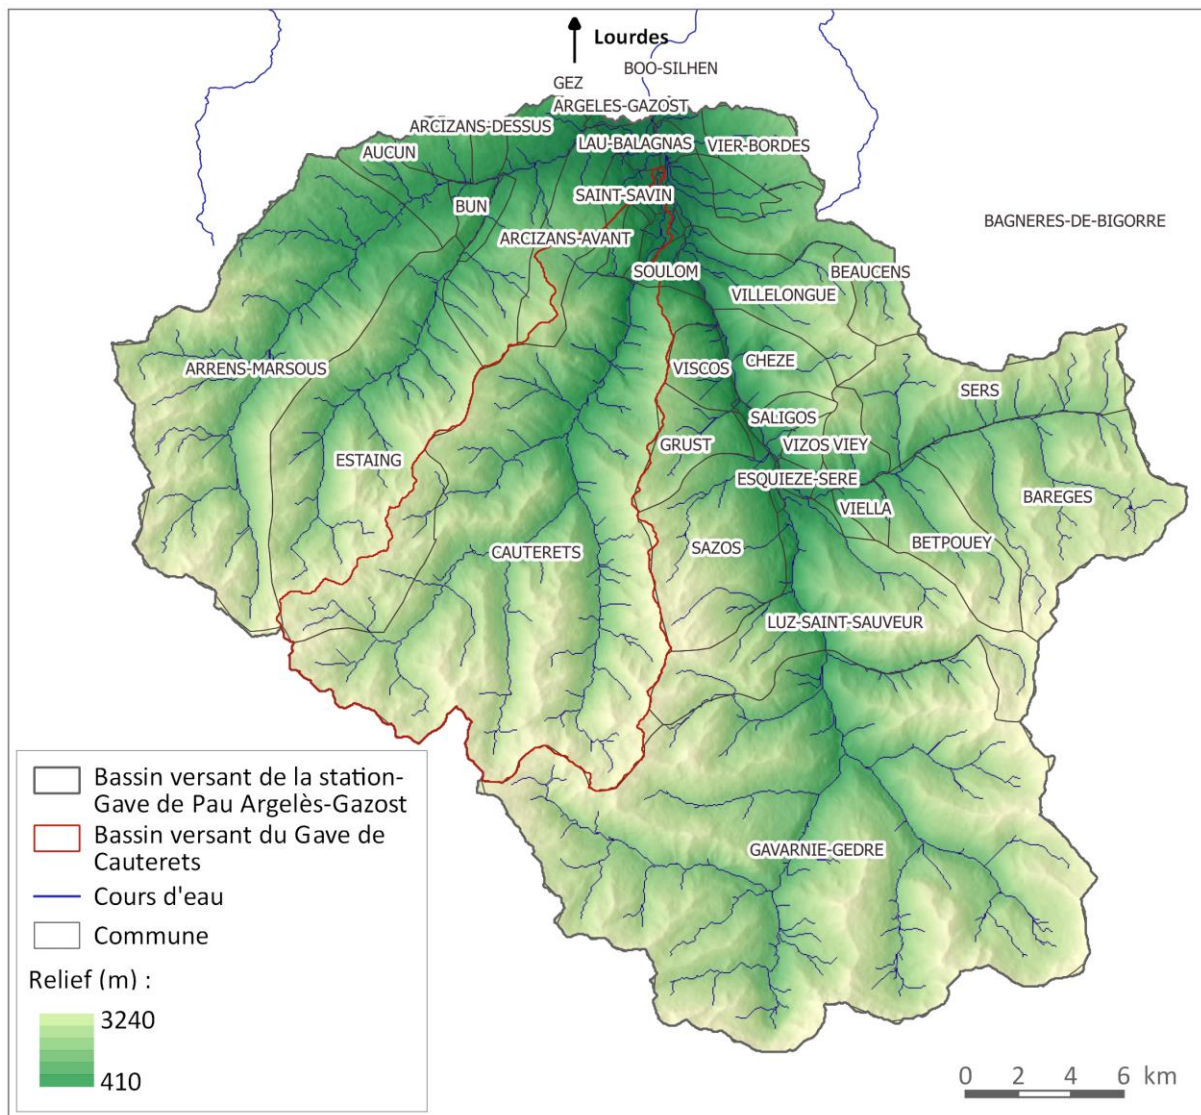 Lourdes
BOO-SILHEN
GEZ
ARGELES-GAZOST
ARCIZANS-DESSUS
LAU-BALAGNAS
VIER-BORDES
AUCUN
SAINT-SAVIN
BUN
BAGNERES-DE-BIGORRE
ARCIZANS-AVANT
SOULOM
BEAUCENS
VILLELONGUE
CHEZE
ARRENS-MARSOUS
VISCOS
SERS
SALIGOS
GRUST
VIZOS VIEY
ESTAING
ESQUIEZE-SERE
BAREGES
VIELLA
BETPOUEY
CAUTERETS
SAZOS
LUZ-SAINT-SAUVEUR
GAVARNIE-GEDRE
Bassin versant de la station-
Gave de Pau Argelès-Gazost
Bassin versant du Gave de
Cauterets
Cours d'eau
Commune
Relief (m) :
3240
410
0 2 4 6 km